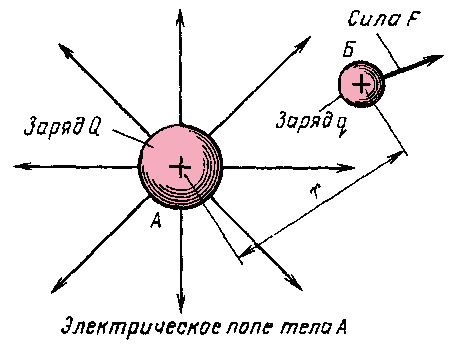 Сила F
Б
Заряд Q
Заряд q
+
+
А
r
Электрическое поле тела А